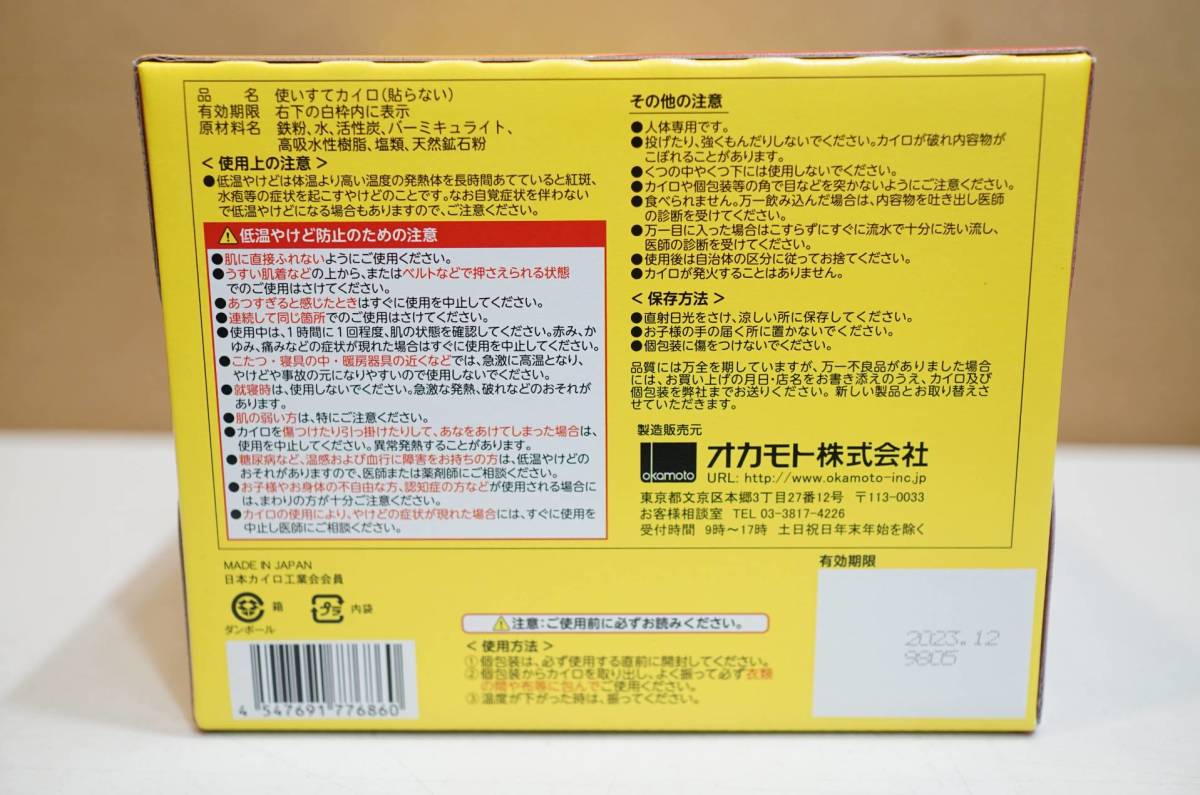 品　名　使いすてカイロ(貼らない)
有効期限　右下の白枠内に表示
原材料名　鉄粉、水、活性炭、バーミキュライト、
高吸水性樹脂、塩類、天然鉱石粉
＜使用上の注意＞
●低温やけどは体温より高い温度の発熱体を長時間あてていると紅斑、
水疱等の症状を起こすやけどのことです。なお自覚症状を伴わない
で低温やけどになる場合もありますので、ご注意ください。
⚠低温やけど防止のための注意
●肌に直接ふれないようにご使用ください。
●うすい肌着などの上から、またはベルトなどで押さえられる状態
でのご使用はさけてください。
●あつすぎると感じたときはすぐに使用を中止してください。
●連続して同じ箇所でのご使用はさけてください。
●使用中は、1時間に1回程度、肌の状態を確認してください。赤み、か
ゆみ、痛みなどの症状が現れた場合はすぐに使用を中止してください。
●こたつ・寝具の中・暖房器具の近くなどでは、急激に高温となり、
やけどや事故の元になりやすいので使用しないでください。
●就寝時は、使用しないでください。急激な発熱、破れなどのおそれが
あります。
●肌の弱い方は、特にご注意ください。
●カイロを傷つけたり引っ掛けたりして、あなをあけてしまった場合は、
使用を中止してください。異常発熱することがあります。
●糖尿病など、温感および血行に障害をお持ちの方は、低温やけどの
おそれがありますので、医師または薬剤師にご相談ください。
●お子様やお身体の不自由な方、認知症の方などが使用される場合に
は、まわりの方が十分ご注意ください。
●カイロの使用により、やけどの症状が現れた場合には、すぐに使用を
中止し医師にご相談ください。
その他の注意
●人体専用です。
●投げたり、強くもんだりしないでください。カイロが破れ内容物が
こぼれることがあります。
●くつの中やくつ下には使用しないでください。
●カイロや個包装等の角で目などを突かないようにご注意ください。
●食べられません。万一飲み込んだ場合は、内容物を吐き出し医師
の診断を受けてください。
●万一目に入った場合はこすらずにすぐに流水で十分に洗い流し、
医師の診断を受けてください。
●使用後は自治体の区分に従ってお捨てください。
●カイロが発火することはありません。
＜保存方法＞
●直射日光をさけ、涼しい所に保存してください。
●お子様の手の届く所に置かないでください。
●個包装に傷をつけないでください。
品質には万全を期していますが、万一不良品がありました場合
には、お買い上げの月日・店名をお書き添えのうえ、カイロ及び
個包装を弊社までお送りください。新しい製品とお取り替えさ
せていただきます。
製造販売元
okamoto
オカモト株式会社
URL: http://www.okamoto-inc.jp
東京都文京区本郷3丁目27番12号　〒113-0033
お客様相談室　TEL 03-3817-4226
受付時間　9時～17時　土日祝日年末年始を除く
MADE IN JAPAN
日本カイロ工業会会員
箱
ダンボール
プラ
内袋
4 547691 776860
⚠注意:ご使用前に必ずお読みください。
＜使用方法＞
①個包装は、必ず使用する直前に開封してください。
②個包装からカイロを取り出し、よく振って必ず衣類
の間や布等に包んでご使用ください。
③温度が下がった時は、振ってください。
有効期限
2023.12
9805